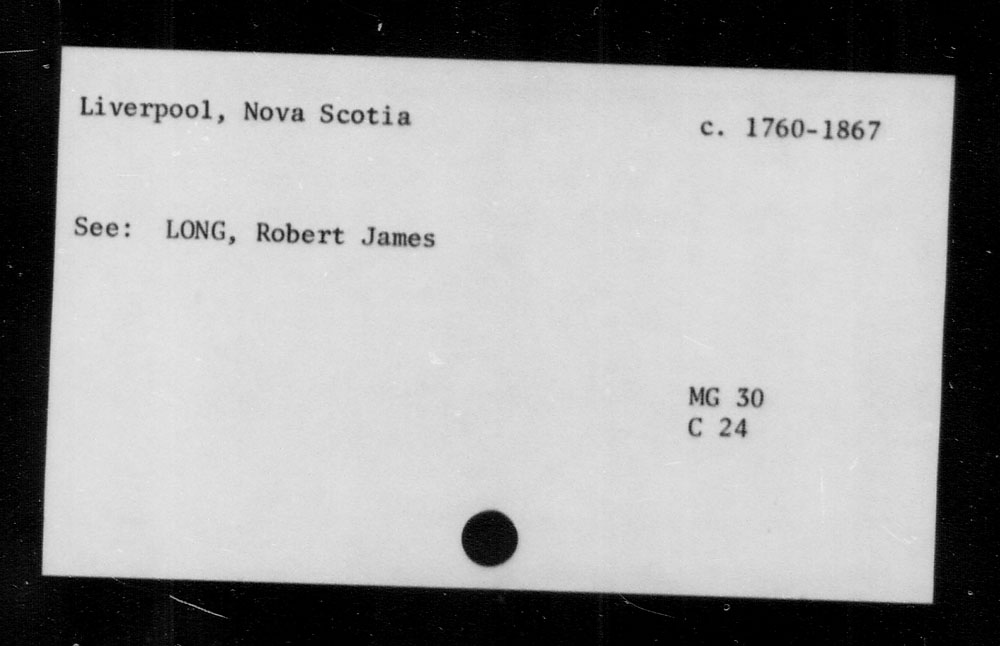 Liverpool, Nova Scotia
c. 1760-1867
See: LONG, Robert James
MG 30
C 24